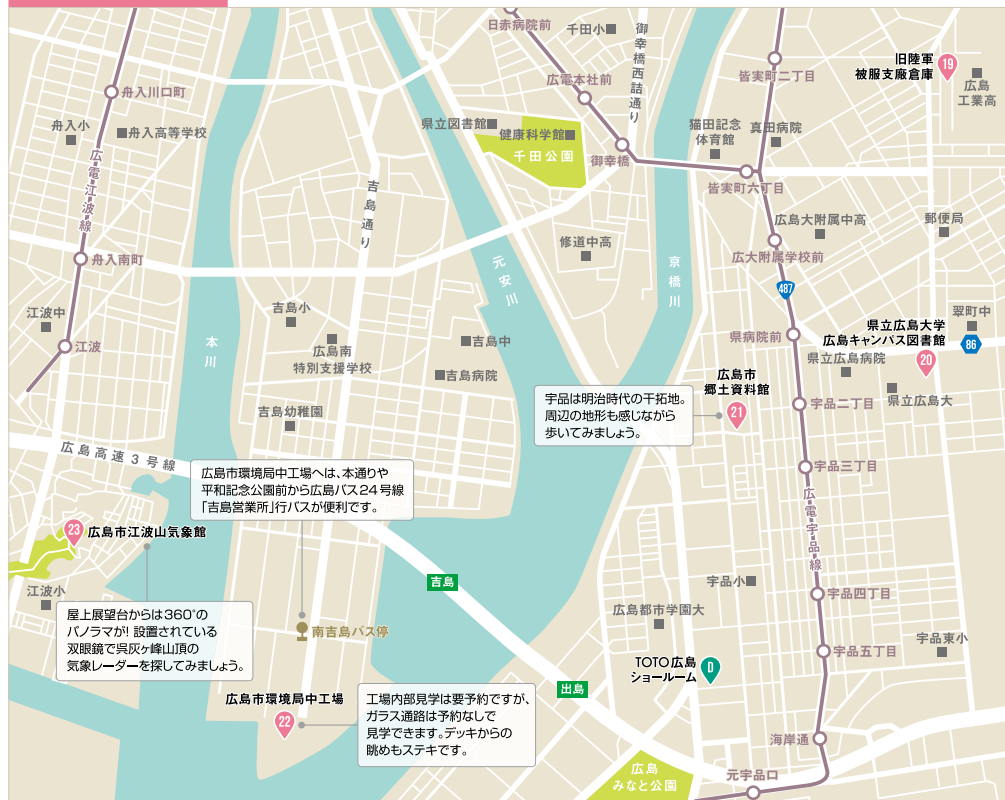 日赤病院前
千田小
御幸橋西詰通り
皆実町二丁目
旧陸軍
被服支廠倉庫
19
広島
工業高
舟入川口町
広電本社前
舟入小
舟入高等学校
県立図書館
健康科学館
千田公園
御幸橋
猫田記念
体育館
真田病院
皆実町六丁目
広電江波線
吉島通り
広島大附属中高
郵便局
修道中高
広大附属学校前
舟入南町
元安川
京橋川
487
江波中
吉島小
本川
県病院前
県立広島大学
広島キャンパス図書館
翠町中
86
江波
広島南
特別支援学校
吉島中
吉島病院
県立広島病院
20
広島市
郷土資料館
21
県立広島大
宇品は明治時代の干拓地。
周辺の地形も感じながら
歩いてみましょう。
宇品二丁目
吉島幼稚園
広島高速3号線
宇品三丁目
広島市環境局中工場へは、本通りや
平和記念公園前から広島バス24号線
「吉島営業所」行バスが便利です。
広電宇品線
23
広島市江波山気象館
吉島
宇品小
江波小
宇品四丁目
広島都市学園大
屋上展望台からは360°の
パノラマが! 設置されている
双眼鏡で呉灰ヶ峰山頂の
気象レーダーを探してみましょう。
南吉島バス停
宇品東小
宇品五丁目
TOTO広島
ショールーム
D
出島
広島市環境局中工場
22
工場内部見学は要予約ですが、
ガラス通路は予約なしで
見学できます。デッキからの
眺めもステキです。
海岸通
広島
みなと公園
元宇品口